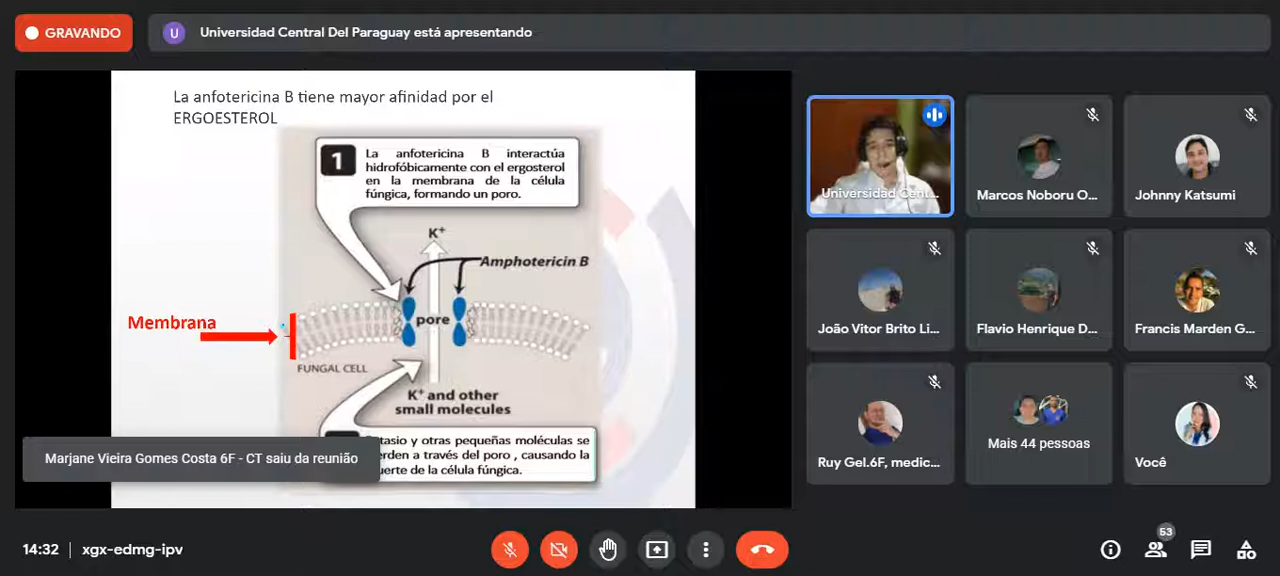 GRAVANDO
U
Universidad Central Del Paraguay está apresentando
La anfotericina B tiene mayor afinidad por el
ERGOESTEROL
1
La anfotericina B interactúa
hidrofóbicamente con el ergosterol
en la membrana de la célula
fúngica, formando un poro.
K+
Amphotericin B
pore
Membrana
FUNGAL CELL
K+ and other
small molecules
tasio y otras pequeñas moléculas se
erden a través del poro , causando la
uerte de la célula fúngica.
Marjane Vieira Gomes Costa 6F - CT saiu da reunião
Universidad Cent...
Marcos Noboru O...
Johnny Katsumi
João Vitor Brito Li...
Flavio Henrique D...
Francis Marden G...
Ruy Gel.6F, medic...
Mais 44 pessoas
Você
14:32 | xgx-edmg-ipv
53